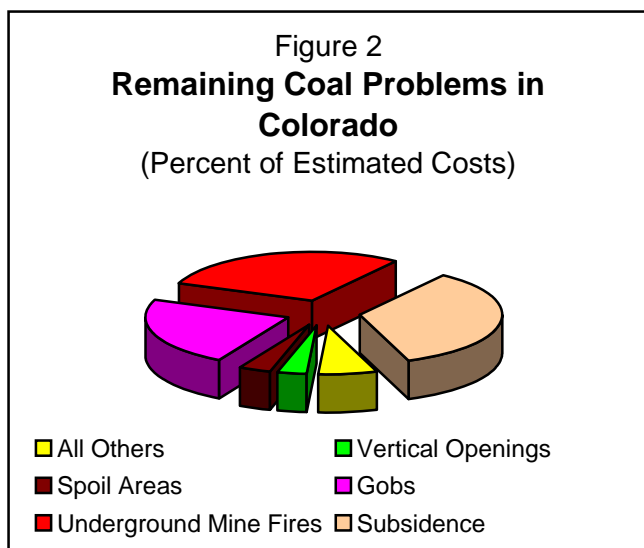 Figure 2
Remaining Coal Problems in
Colorado
(Percent of Estimated Costs)
All Others
Vertical Openings
Spoil Areas
Gobs
Underground Mine Fires
Subsidence